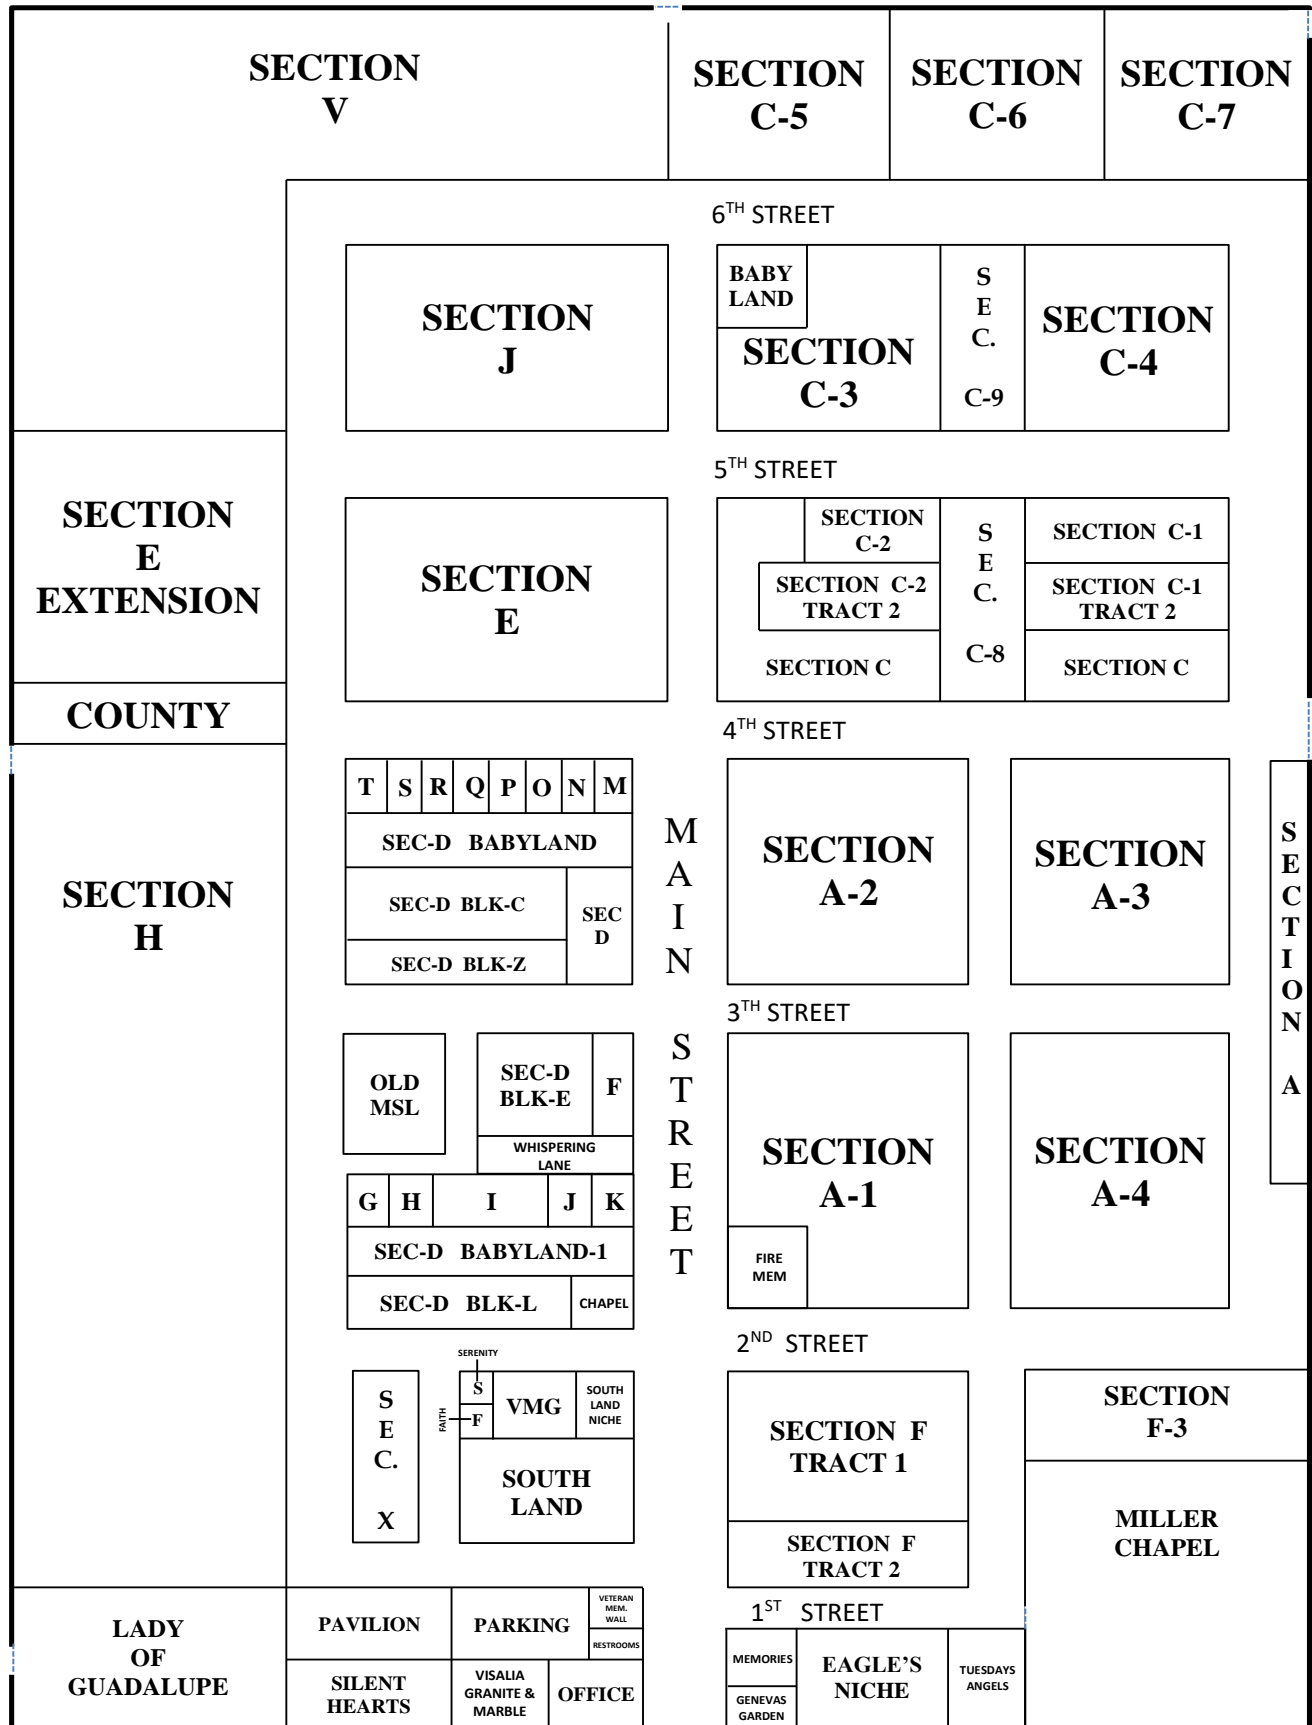 SECTION
V
SECTION
C-5
SECTION
C-6
SECTION
C-7
6TH STREET
SECTION
J
BABY
LAND
SECTION
C-3
S
E
C.
C-9
SECTION
C-4
5TH STREET
SECTION
E
EXTENSION
SECTION
E
SECTION
C-2
SECTION C-2
TRACT 2
SECTION C
S
E
C.
C-8
SECTION C-1
SECTION C-1
TRACT 2
SECTION C
COUNTY
4TH STREET
SECTION
H
T S R Q P O N M
SEC-D BABYLAND
SEC-D BLK-C
SEC
D
SEC-D BLK-Z
M
A
I
N
S
T
R
E
E
T
SECTION
A-2
SECTION
A-3
S
E
C
T
I
O
N
A
3TH STREET
OLD
MSL
SEC-D
BLK-E
F
WHISPERING
LANE
G H I J K
SEC-D BABYLAND-1
SEC-D BLK-L
CHAPEL
SECTION
A-1
FIRE
MEM
SECTION
A-4
2ND STREET
S
E
C.
X
SERENITY
S
FAITH
F
VMG
SOUTH
LAND
NICHE
SOUTH
LAND
SECTION F
TRACT 1
SECTION F
TRACT 2
SECTION
F-3
MILLER
CHAPEL
1ST STREET
LADY
OF
GUADALUPE
PAVILION
PARKING
VETERAN
MEM.
WALL
RESTROOMS
SILENT
HEARTS
VISALIA
GRANITE &
MARBLE
OFFICE
MEMORIES
GENEVAS
GARDEN
EAGLE'S
NICHE
TUESDAYS
ANGELS